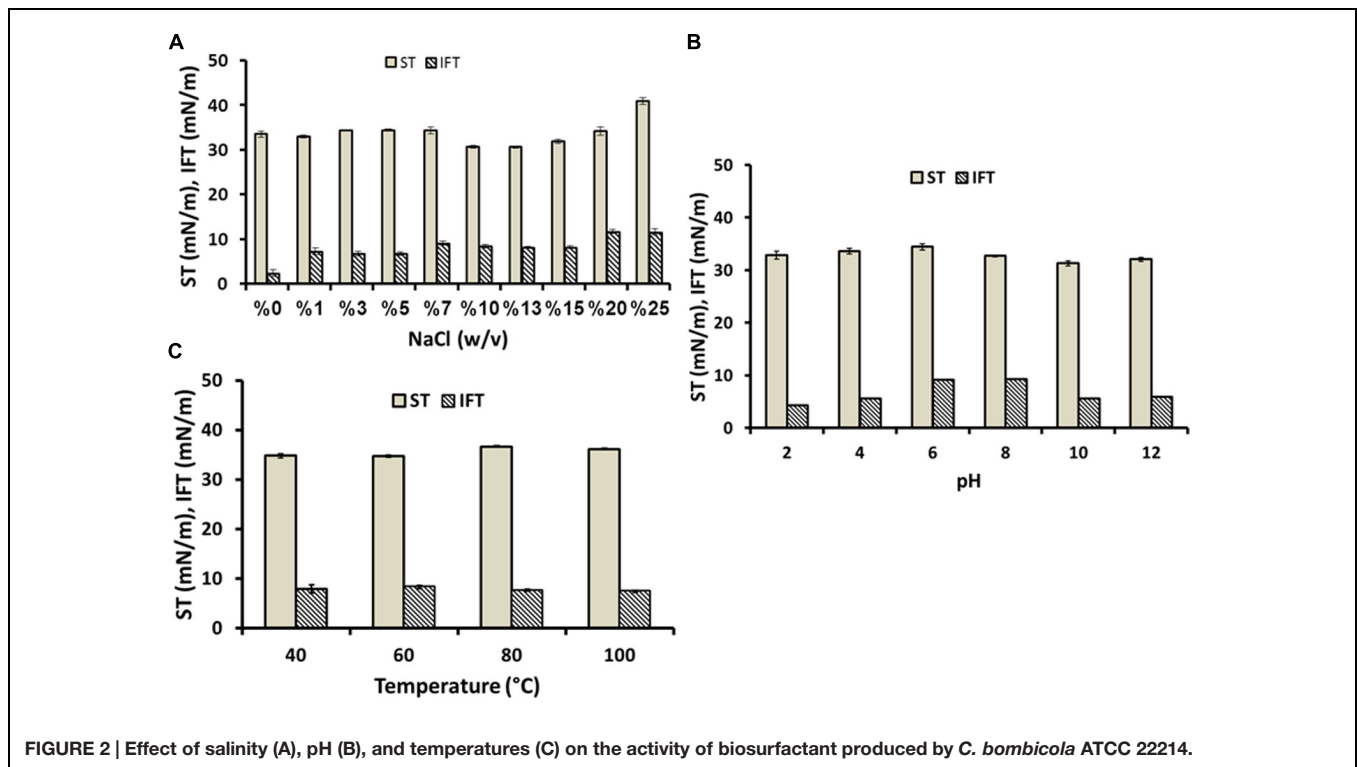 A
ST (mN/m), IFT (mN/m)
ST IFT
50
40
30
20
10
0
%0 %1 %3 %5 %7 %10 %13 %15 %20 %25
NaCl (w/v)
B
ST (mN/m), IFT (mN/m)
ST IFT
50
40
30
20
10
0
2 4 6 8 10 12
pH
C
ST (mN/m), IFT (mN/m)
ST IFT
50
40
30
20
10
0
40 60 80 100
Temperature (°C)
FIGURE 2 | Effect of salinity (A), pH (B), and temperatures (C) on the activity of biosurfactant produced by C. bombicola ATCC 22214.